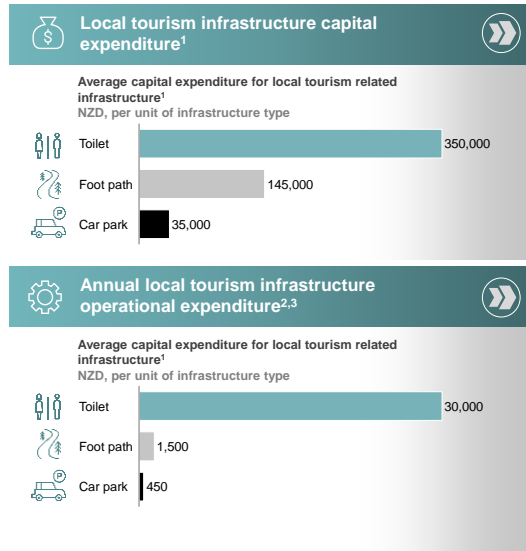 Local tourism infrastructure capital
expenditure¹
Average capital expenditure for local tourism related
infrastructure¹
NZD, per unit of infrastructure type
Toilet 350,000
Foot path 145,000
P
Car park 35,000
Annual local tourism infrastructure
operational expenditure²,³
Average capital expenditure for local tourism related
infrastructure¹
NZD, per unit of infrastructure type
Toilet 30,000
Foot path 1,500
P
Car park 450